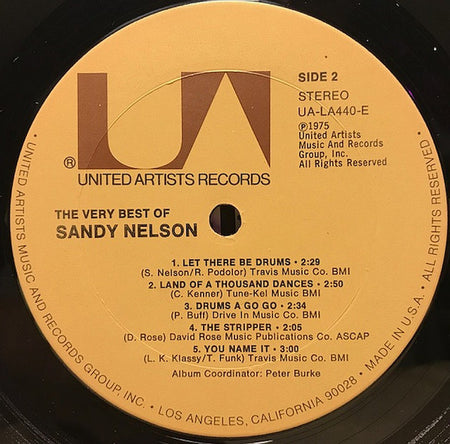 UA
SIDE 2
STEREO
UA-LA440-E
Ⓟ1975
United Artists
Music And Records
Group, Inc.
All Rights Reserved
®
UNITED ARTISTS RECORDS
THE VERY BEST OF
SANDY NELSON
1. LET THERE BE DRUMS • 2:29
(S. Nelson/R. Podolor) Travis Music Co. BMI
2. LAND OF A THOUSAND DANCES • 2:50
(C. Kenner) Tune-Kel Music BMI
3. DRUMS A GO GO • 2:34
(P. Buff) Drive In Music Co. BMI
4. THE STRIPPER • 2:05
(D. Rose) David Rose Music Publications Co. ASCAP
5. YOU NAME IT • 3:00
(L. K. Klassy/T. Funk) Travis Music Co. BMI
Album Coordinator: Peter Burke
• UNITED ARTISTS MUSIC AND RECORDS GROUP, INC. • LOS ANGELES, CALIFORNIA 90028 • MADE IN U.S.A. • ALL RIGHTS RESERVED.